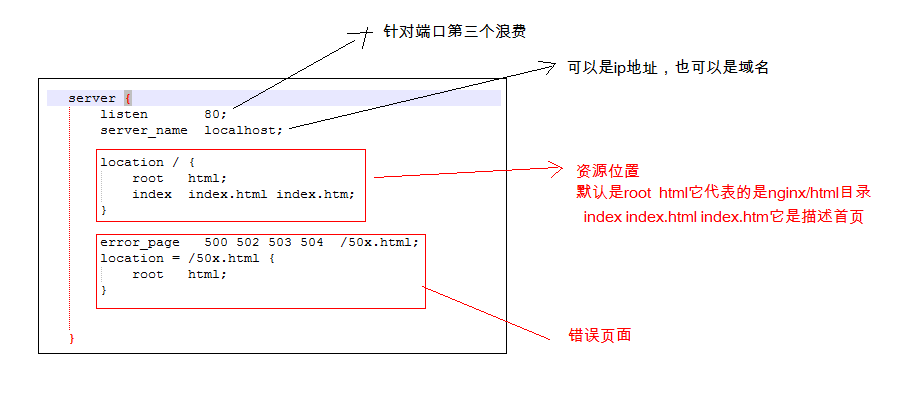 针对端口第三个浪费
可以是ip地址，也可以是域名
server {
listen 80;
server_name localhost;
location / {
root html;
index index.html index.htm;
}
资源位置
默认是root html它代表的是nginx/html目录
index index.html index.htm它是描述首页
error_page 500 502 503 504 /50x.html;
location = /50x.html {
root html;
}
错误页面
}